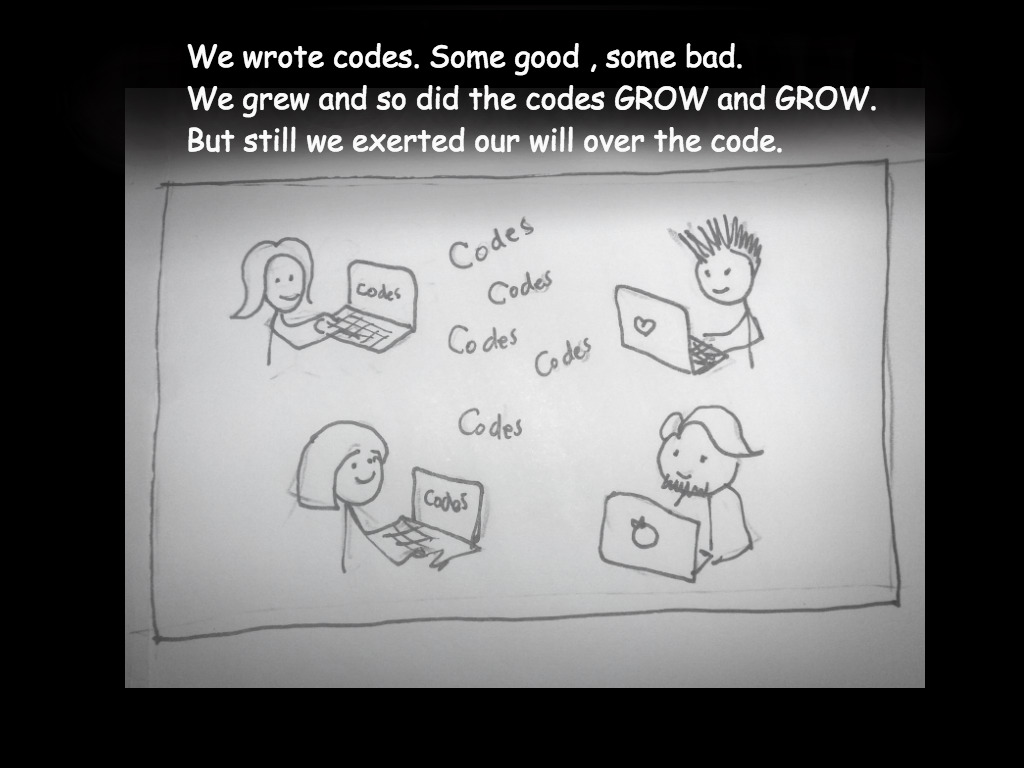 We wrote codes. Some good , some bad.
We grew and so did the codes GROW and GROW.
But still we exerted our will over the code.
Codes
Codes
Codes
Codes
Codes
Codes
Codes